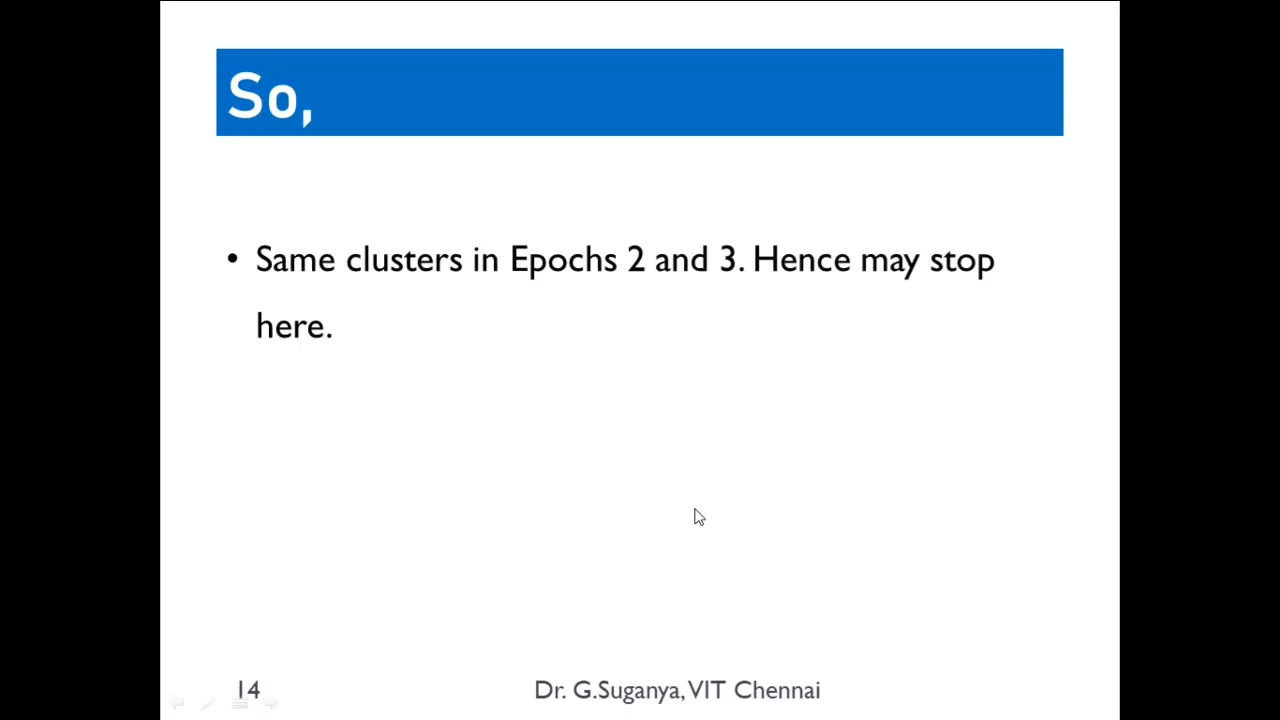 So,
• Same clusters in Epochs 2 and 3. Hence may stop
here.
14
Dr. G.Suganya, VIT Chennai